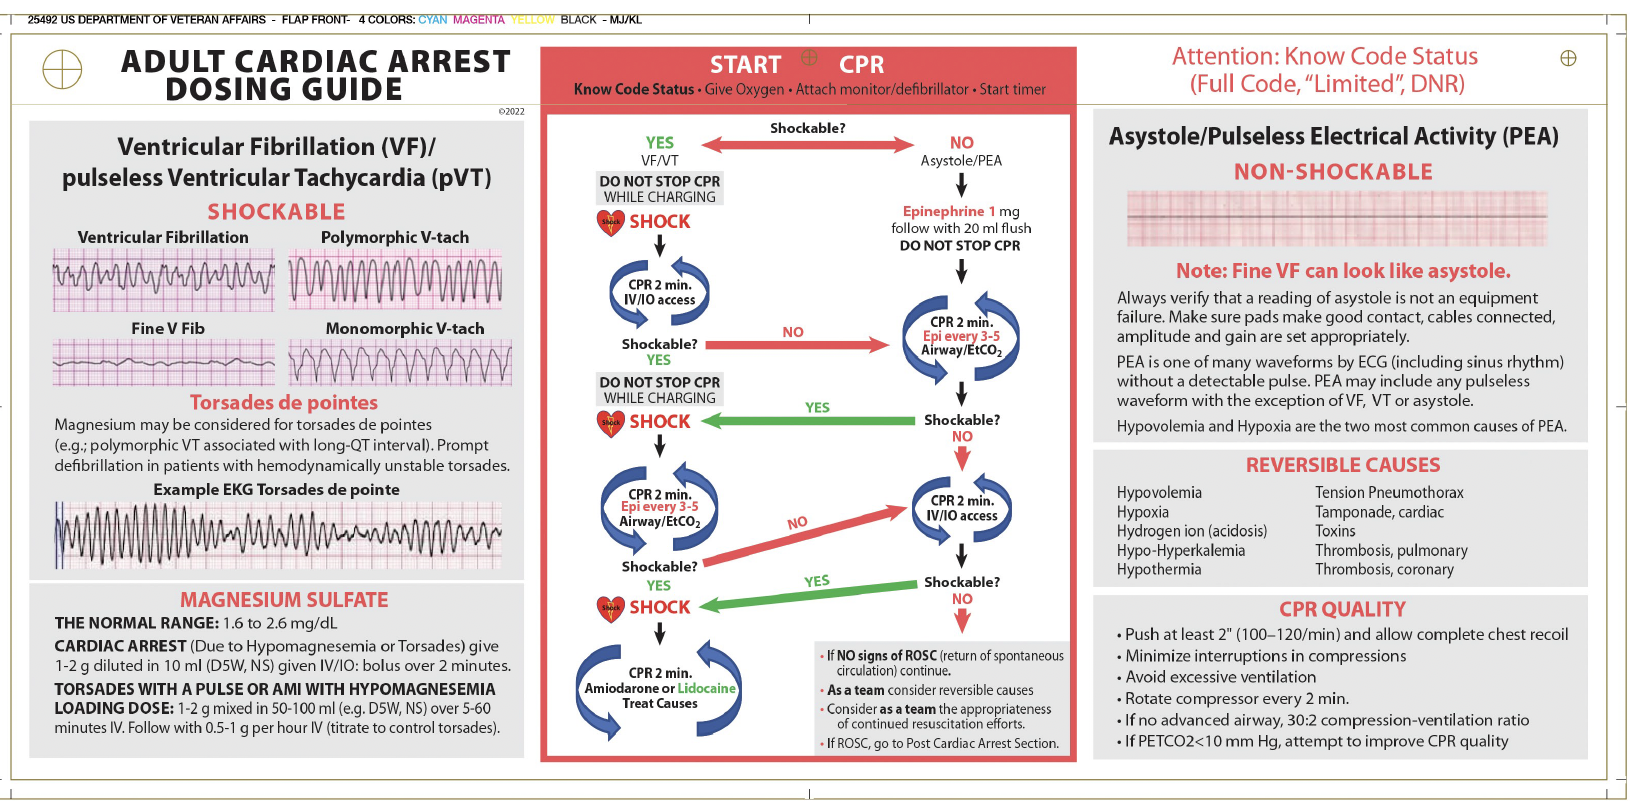 25492 US DEPARTMENT OF VETERAN AFFAIRS - FLAP FRONT- 4 COLORS: CYAN MAGENTA YELLOW BLACK - MJ/KL
ADULT CARDIAC ARREST
DOSING GUIDE
©2022
Ventricular Fibrillation (VF)/
pulseless Ventricular Tachycardia (pVT)
SHOCKABLE
Ventricular Fibrillation
Polymorphic V-tach
Fine V Fib
Monomorphic V-tach
Torsades de pointes
Magnesium may be considered for torsades de pointes
(e.g.; polymorphic VT associated with long-QT interval). Prompt
defibrillation in patients with hemodynamically unstable torsades.
Example EKG Torsades de pointe
MAGNESIUM SULFATE
THE NORMAL RANGE: 1.6 to 2.6 mg/dL
CARDIAC ARREST (Due to Hypomagnesemia or Torsades) give
1-2 g diluted in 10 ml (D5W, NS) given IV/IO: bolus over 2 minutes.
TORSADES WITH A PULSE OR AMI WITH HYPOMAGNESEMIA
LOADING DOSE: 1-2 g mixed in 50-100 ml (e.g. D5W, NS) over 5-60
minutes IV. Follow with 0.5-1 g per hour IV (titrate to control torsades).
START CPR
Know Code Status • Give Oxygen • Attach monitor/defibrillator • Start timer
Shockable?
YES
VF/VT
NO
Asystole/PEA
DO NOT STOP CPR
WHILE CHARGING
Shock
SHOCK
Epinephrine 1 mg
follow with 20 ml flush
DO NOT STOP CPR
CPR 2 min.
IV/IO access
CPR 2 min.
Epi every 3-5
Airway/EtCO2
Shockable?
YES
NO
DO NOT STOP CPR
WHILE CHARGING
Shock
SHOCK
YES
Shockable?
NO
CPR 2 min.
Epi every 3-5
Airway/EtCO2
CPR 2 min.
IV/IO access
NO
Shockable?
YES
Shock
SHOCK
YES
Shockable?
NO
CPR 2 min.
Amiodarone or Lidocaine
Treat Causes
• If NO signs of ROSC (return of spontaneous
circulation) continue.
• As a team consider reversible causes
• Consider as a team the appropriateness
of continued resuscitation efforts.
• If ROSC, go to Post Cardiac Arrest Section.
Attention: Know Code Status
(Full Code, “Limited”, DNR)
Asystole/Pulseless Electrical Activity (PEA)
NON-SHOCKABLE
Note: Fine VF can look like asystole.
Always verify that a reading of asystole is not an equipment
failure. Make sure pads make good contact, cables connected,
amplitude and gain are set appropriately.
PEA is one of many waveforms by ECG (including sinus rhythm)
without a detectable pulse. PEA may include any pulseless
waveform with the exception of VF, VT or asystole.
Hypovolemia and Hypoxia are the two most common causes of PEA.
REVERSIBLE CAUSES
Hypovolemia
Hypoxia
Hydrogen ion (acidosis)
Hypo-Hyperkalemia
Hypothermia
Tension Pneumothorax
Tamponade, cardiac
Toxins
Thrombosis, pulmonary
Thrombosis, coronary
CPR QUALITY
• Push at least 2" (100–120/min) and allow complete chest recoil
• Minimize interruptions in compressions
• Avoid excessive ventilation
• Rotate compressor every 2 min.
• If no advanced airway, 30:2 compression-ventilation ratio
• If PETCO2<10 mm Hg, attempt to improve CPR quality